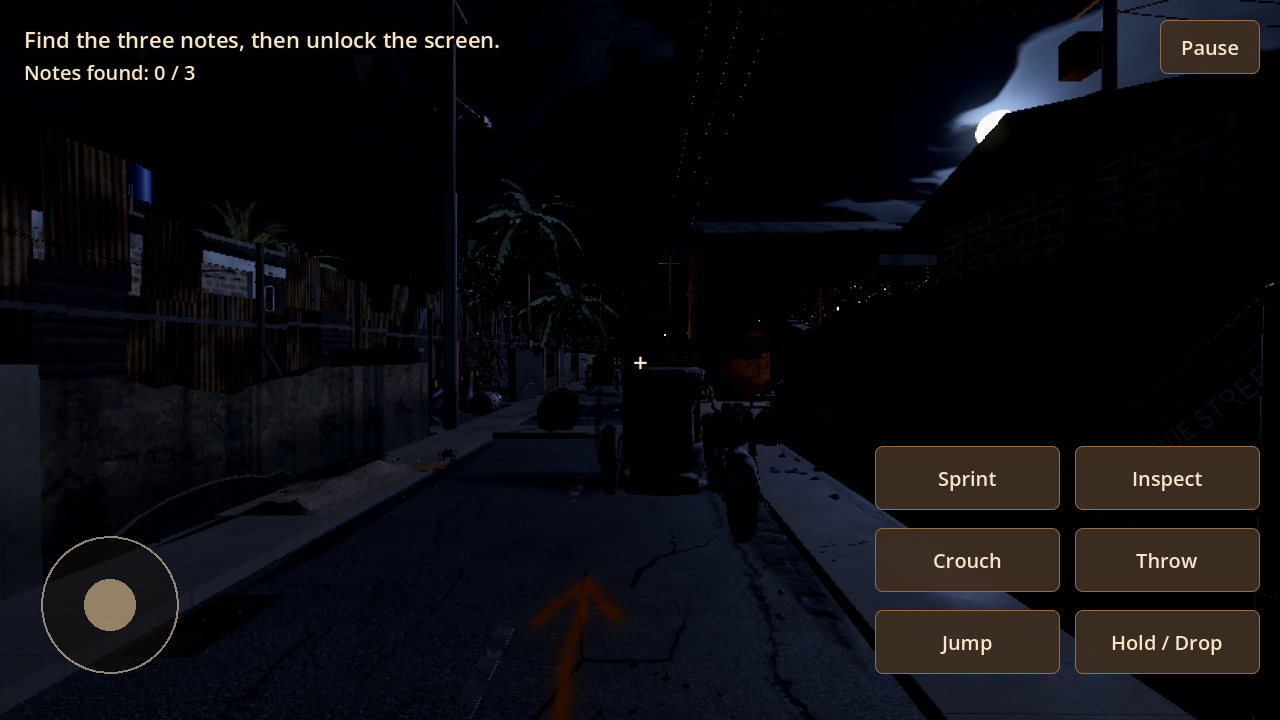 Find the three notes, then unlock the screen.
Notes found: 0 / 3
Pause
Sprint
Inspect
Crouch
Throw
Jump
Hold / Drop